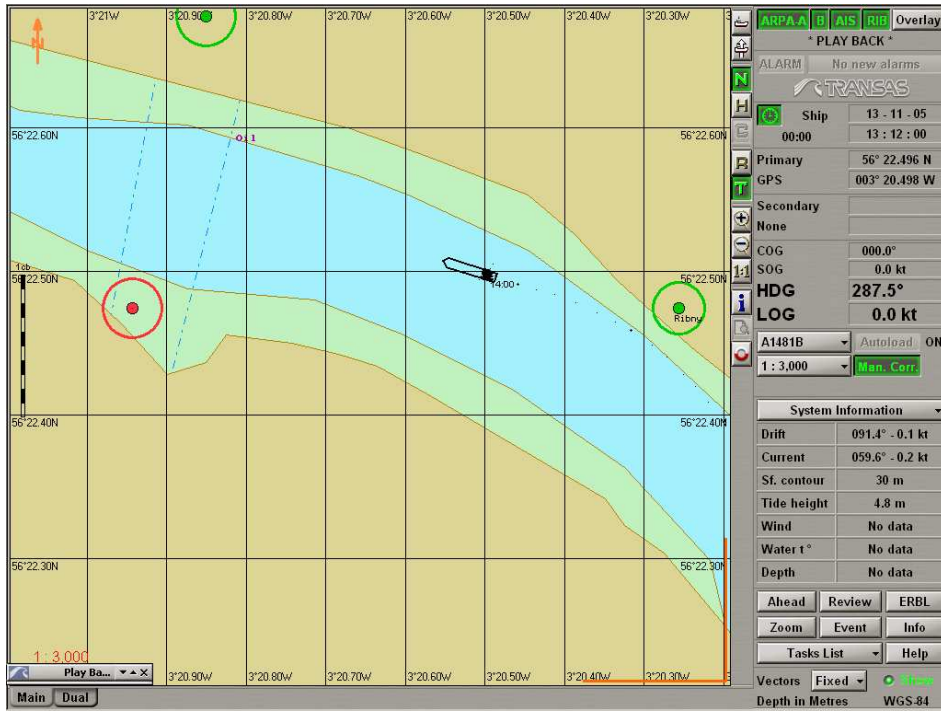 3°21W 3°20.90W 3°20.80W 3°20.70W 3°20.60W 3°20.50W 3°20.40W 3°20.30W
N
56°22.60N 56°22.60N
1cb
56°22.50N 56°22.50N
14:00
Ribny
56°22.40N 56°22.40N
56°22.30N 56°22.30N
1 : 3,000
3°20.90W 3°20.80W 3°20.70W 3°20.60W 3°20.50W 3°20.40W 3°20.30W
Play Ba...
Main Dual
N
H
C
R
T
1:1
i
ARPA-A B AIS RIB Overlay
* PLAY BACK *
ALARM No new alarms
TRANSAS
Ship 13 - 11 - 05
00:00 13 : 12 : 00
Primary 56° 22.496 N
GPS 003° 20.498 W
Secondary
None
COG 000.0°
SOG 0.0 kt
HDG 287.5°
LOG 0.0 kt
A1481B Autoload ON
1 : 3,000 Man. Corr.
System Information
Drift 091.4° - 0.1 kt
Current 059.6° - 0.2 kt
Sf. contour 30 m
Tide height 4.8 m
Wind No data
Water t° No data
Depth No data
Ahead Review ERBL
Zoom Event Info
Tasks List Help
Vectors Fixed
Depth in Metres WGS-84